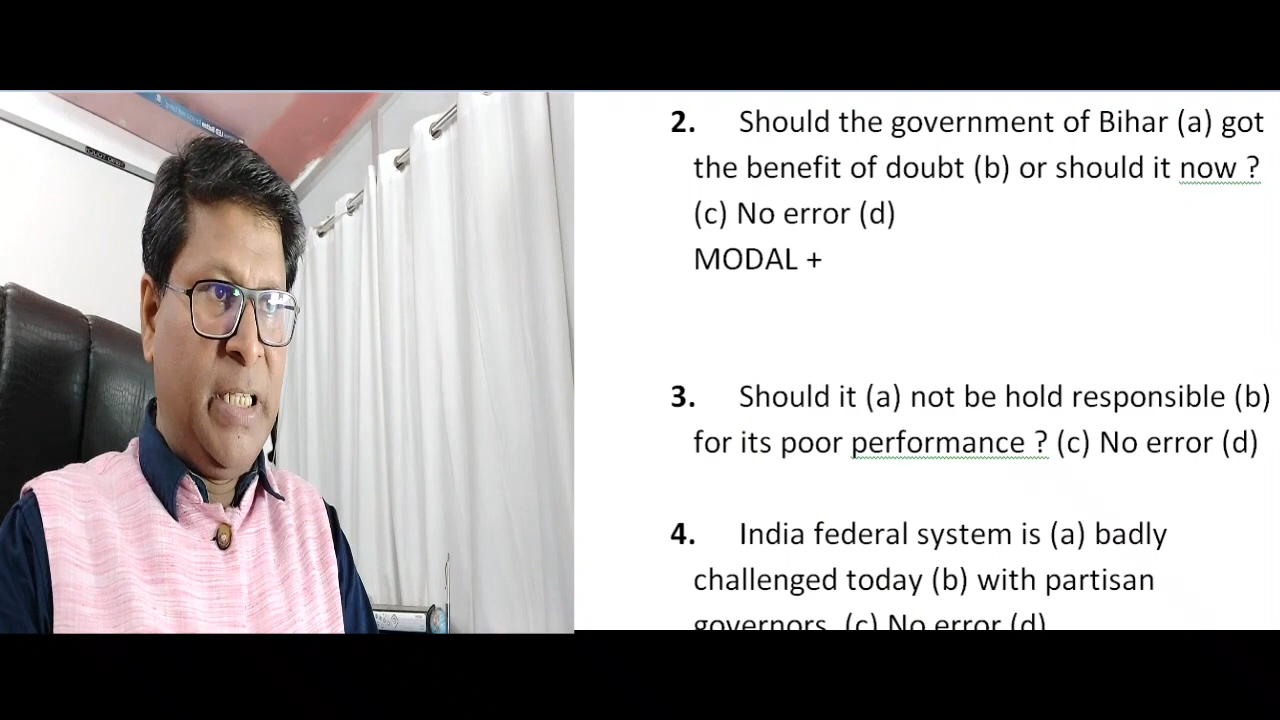 2. Should the government of Bihar (a) got
the benefit of doubt (b) or should it now ?
(c) No error (d)
MODAL +
3. Should it (a) not be hold responsible (b)
for its poor performance ? (c) No error (d)
4. India federal system is (a) badly
challenged today (b) with partisan
governors (c) No error (d)